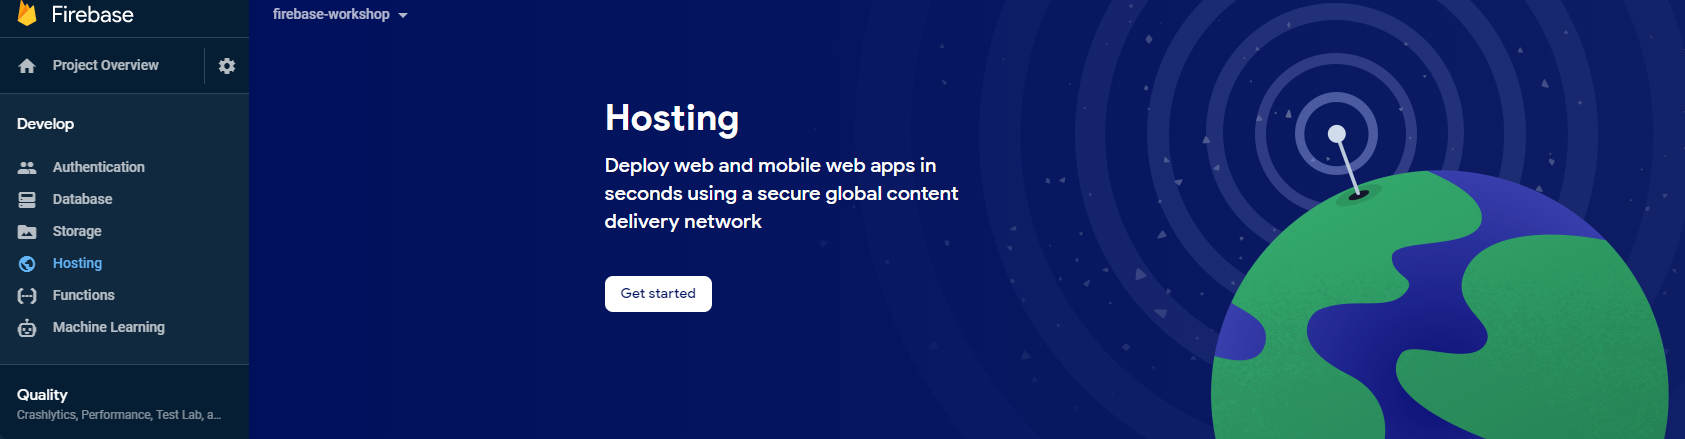 Firebase
Project Overview
Develop
Authentication
Database
Storage
Hosting
Functions
Machine Learning
Quality
Crashlytics, Performance, Test Lab, a...
firebase-workshop
Hosting
Deploy web and mobile web apps in
seconds using a secure global content
delivery network
Get started